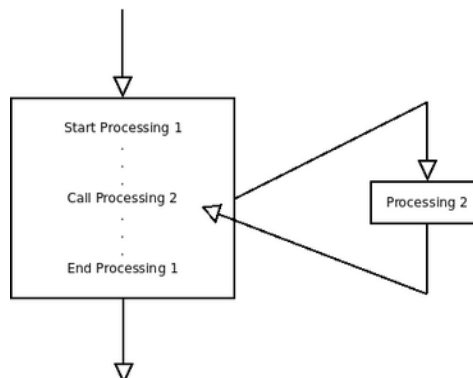 Start Processing 1
Call Processing 2
End Processing 1
Processing 2